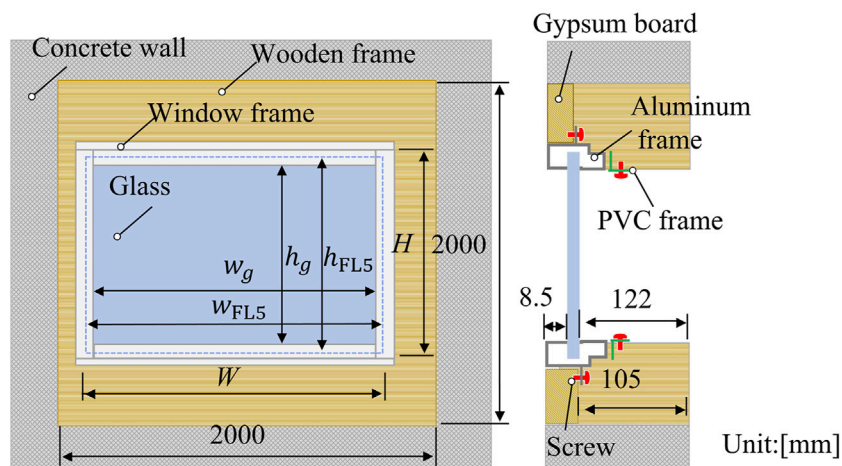 Concrete wall
Wooden frame
Window frame
Glass
w_g
w_FL5
h_g
h_FL5
H
W
2000
2000
Gypsum board
Aluminum
frame
PVC frame
8.5
122
105
Screw
Unit:[mm]